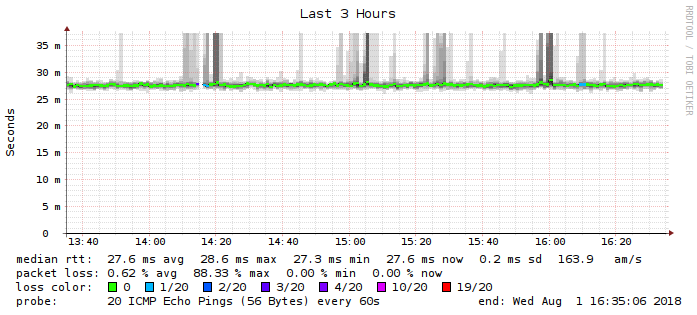 Last 3 Hours
RRDTOOL / TOBI OETIKER
Seconds
35 m
30 m
25 m
20 m
15 m
10 m
5 m
0
13:40 14:00 14:20 14:40 15:00 15:20 15:40 16:00 16:20
median rtt: 27.6 ms avg 28.6 ms max 27.3 ms min 27.6 ms now 0.2 ms sd 163.9 am/s
packet loss: 0.62 % avg 88.33 % max 0.00 % min 0.00 % now
loss color: 0 1/20 2/20 3/20 4/20 10/20 19/20
probe: 20 ICMP Echo Pings (56 Bytes) every 60s end: Wed Aug 1 16:35:06 2018